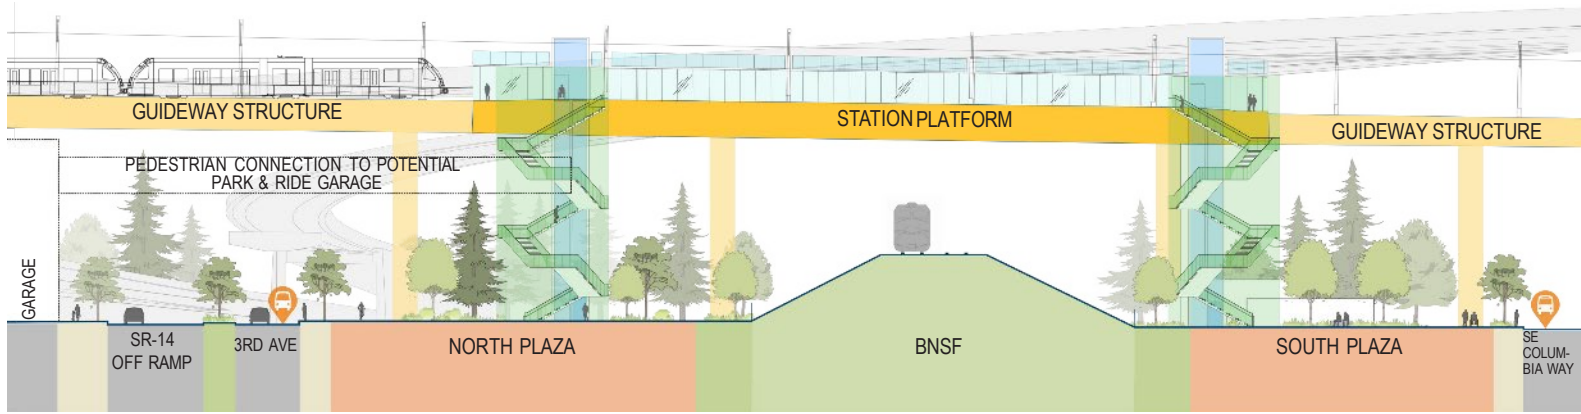 GUIDEWAY STRUCTURE
STATION PLATFORM
GUIDEWAY STRUCTURE
PEDESTRIAN CONNECTION TO POTENTIAL
PARK & RIDE GARAGE
GARAGE
SR-14
OFF RAMP
3RD AVE
NORTH PLAZA
BNSF
SOUTH PLAZA
SE
COLUM-
BIA WAY